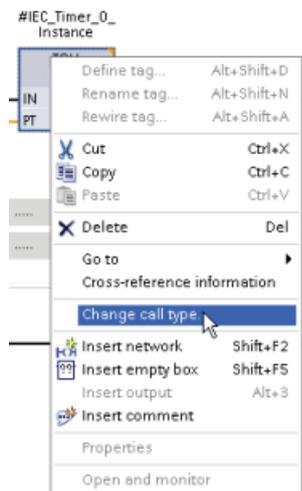 #IEC_Timer_0_
Instance
IN
PT
Define tag... Alt+Shift+D
Rename tag... Alt+Shift+N
Rewire tag... Alt+Shift+A
Cut Ctrl+X
Copy Ctrl+C
Paste Ctrl+V
Delete Del
Go to
Cross-reference information
Change call type...
Insert network Shift+F2
Insert empty box Shift+F5
Insert output Alt+3
Insert comment
Properties
Open and monitor